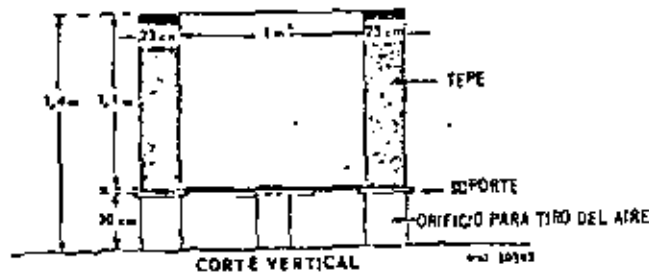 23 cm 1 m 23 cm
TEPE
1,4 m 1,1 m
SOPORTE
30 cm
ORIFICIO PARA TIRO DEL AIRE
CORTE VERTICAL